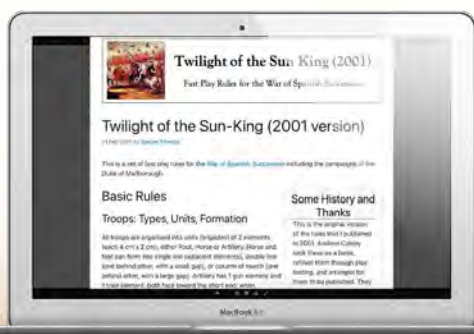 Twilight of the Sun King (2001)
Fast Play Rules for the War of Spanish Succession
Twilight of the Sun-King (2001 version)
This is a set of fast play rules for the War of Spanish Succession including the campaigns of the
Duke of Marlborough.
Basic Rules
Troops: Types, Units, Formation
All troops are organised into units (brigades) of 2 elements
(each 4 cm x 2 cm), either Foot, Horse or Artillery. Horse and
foot can form into single line (adjacent elements), double line
(one behind other, with a small gap), or column of march (one
behind other, with a large gap). Artillery has 1 gun element and
1 train element, both face toward the short end, when
Some History and
Thanks
This is the original version
of the rules that I published
in 2001. Andrew Coleby
took these as a base,
refined them through play
testing, and arranged for
them to be published. They
MacBook Air